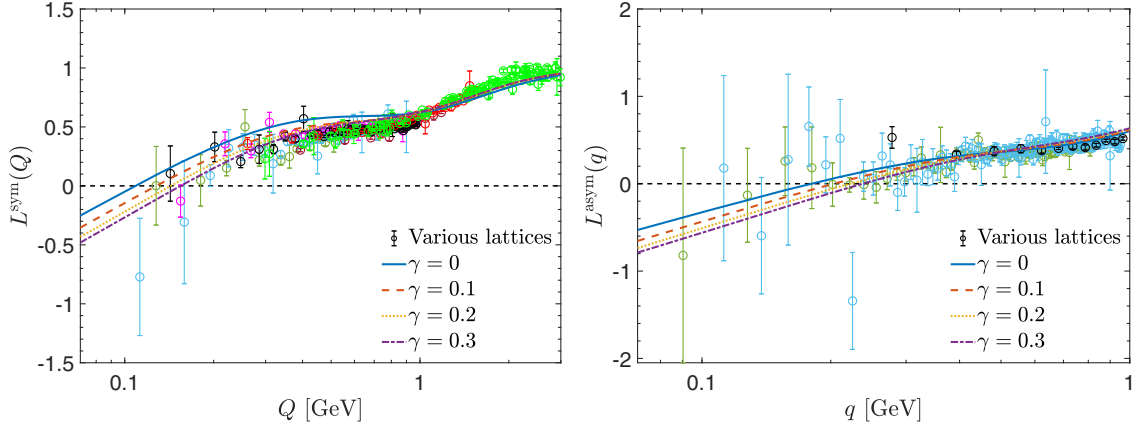 1.5
1
0.5
0
-0.5
-1
-1.5
L^sym(Q)
0.1
1
Q [GeV]
Various lattices
γ = 0
γ = 0.1
γ = 0.2
γ = 0.3
2
1
0
-1
-2
L^asym(q)
0.1
1
q [GeV]
Various lattices
γ = 0
γ = 0.1
γ = 0.2
γ = 0.3